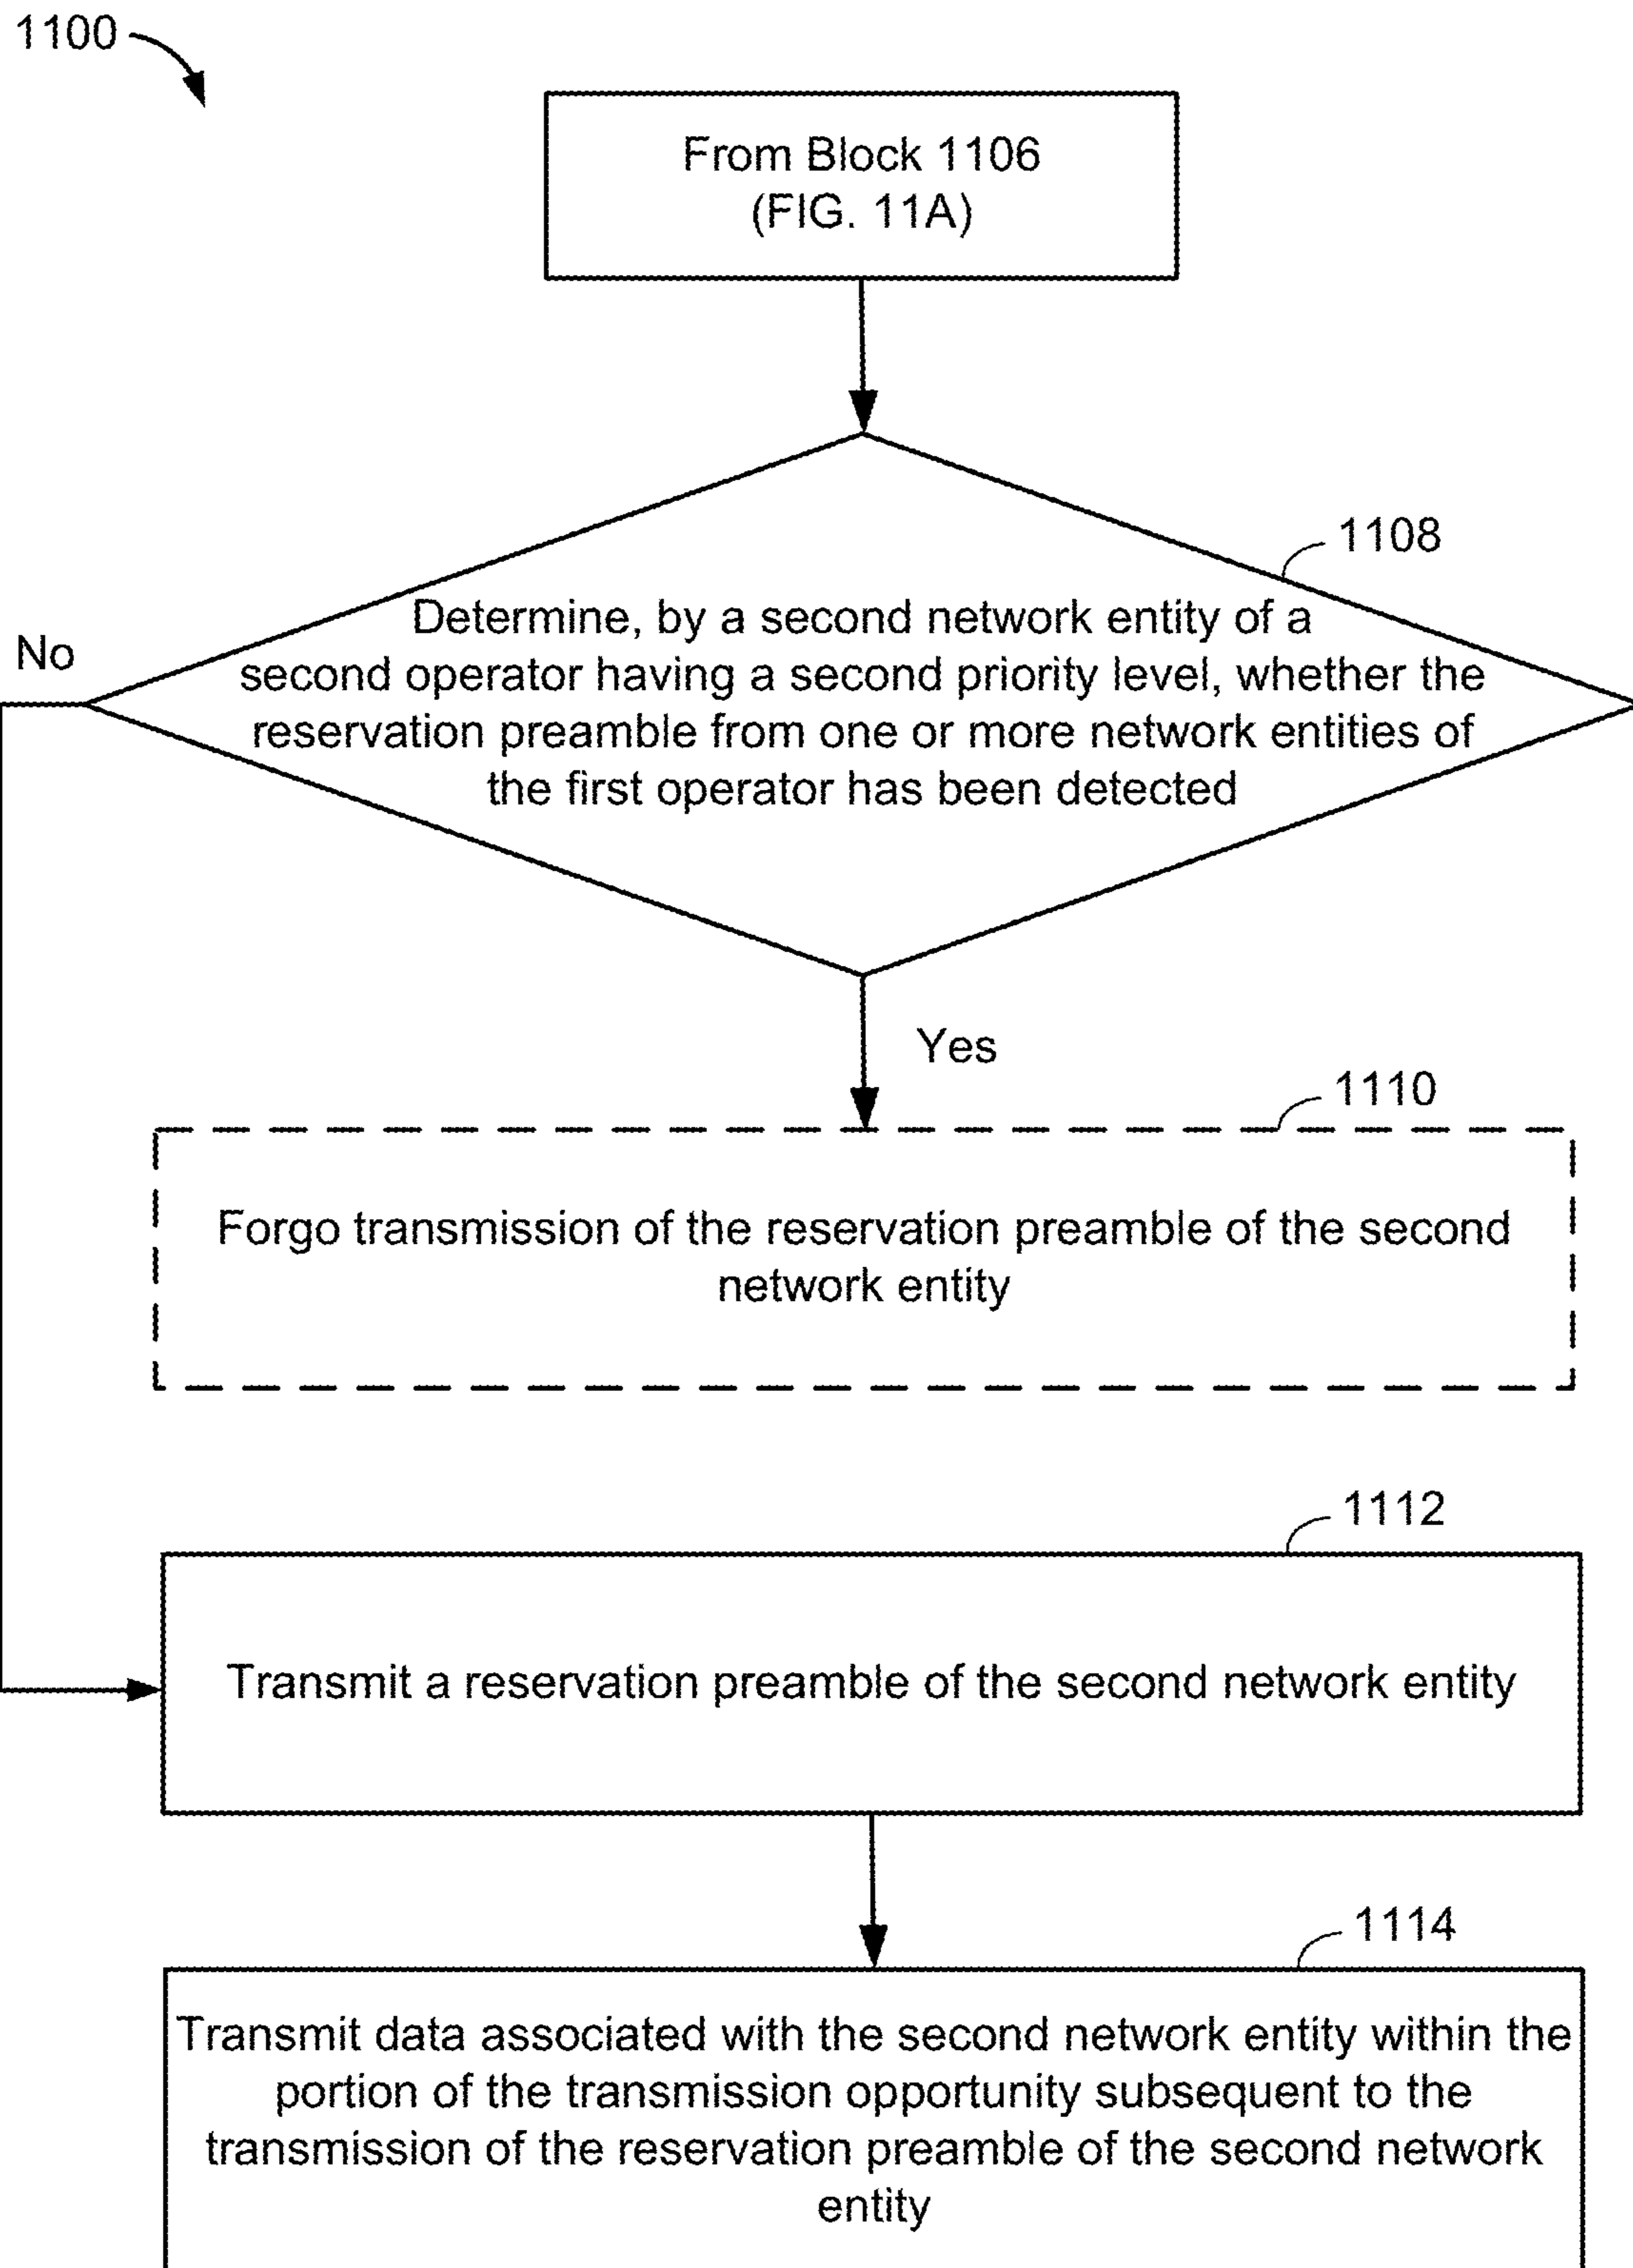 1100
From Block 1106
(FIG. 11A)
1108
Determine, by a second network entity of a
second operator having a second priority level, whether the
reservation preamble from one or more network entities of
the first operator has been detected
No
Yes
1110
Forgo transmission of the reservation preamble of the second
network entity
1112
Transmit a reservation preamble of the second network entity
1114
Transmit data associated with the second network entity within the
portion of the transmission opportunity subsequent to the
transmission of the reservation preamble of the second network
entity